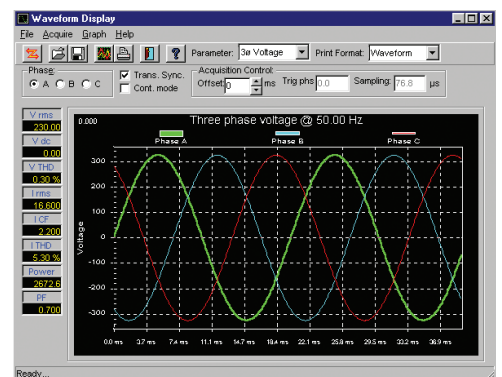 Waveform Display
File Acquire Graph Help
Parameter: 3ø Voltage Print Format: Waveform
Phase:
A B C
Trans. Sync.
Cont. mode
Acquisition Control:
Offset 0 ms Trig phs 0.0 Sampling: 76.8 µs
V rms
230.00
V dc
0.00
V THD
0.30 %
I rms
16.600
I CF
2.200
I THD
5.30 %
Power
2672.6
PF
0.700
0.000
Three phase voltage @ 50.00 Hz
Phase A Phase B Phase C
Voltage
300
200
100
0
-100
-200
-300
0.0 ms 3.7 ms 7.4 ms 11.1 ms 14.7 ms 18.4 ms 22.1 ms 25.8 ms 29.5 ms 33.2 ms 36.9 ms
Ready...